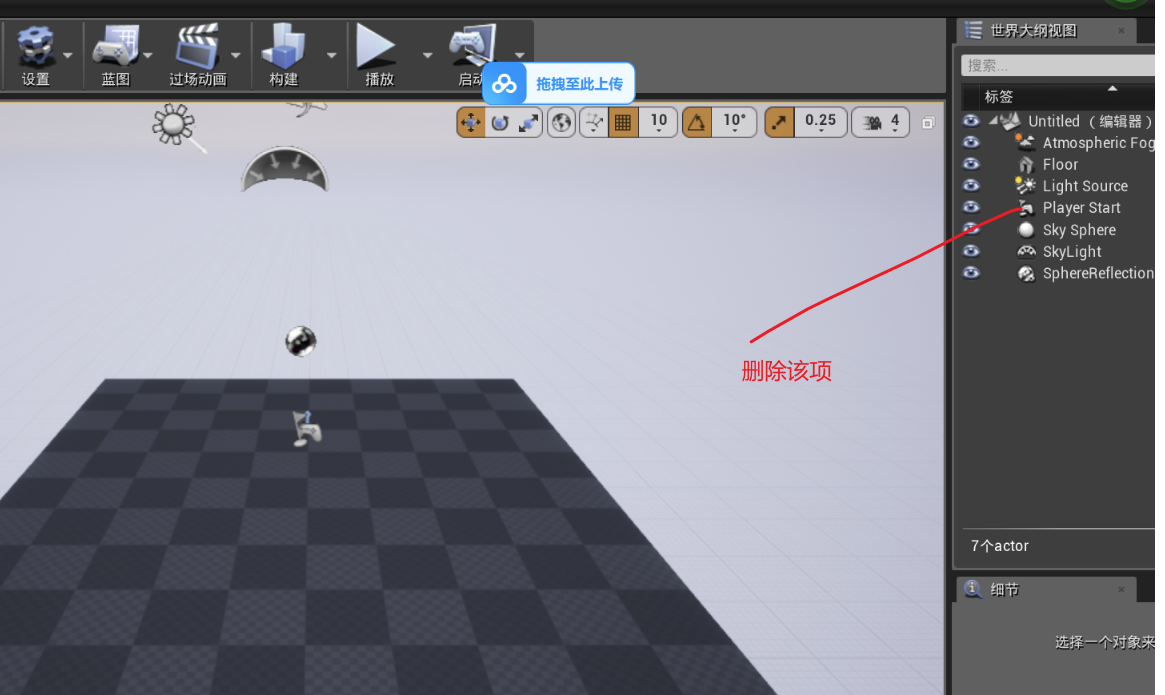 设置
蓝图
过场动画
构建
播放
启动
拖拽至此上传
10
10°
0.25
4
删除该项
世界大纲视图
搜索...
标签
Untitled （编辑器）
Atmospheric Fog
Floor
Light Source
Player Start
Sky Sphere
SkyLight
SphereReflection
7个actor
细节
选择一个对象来